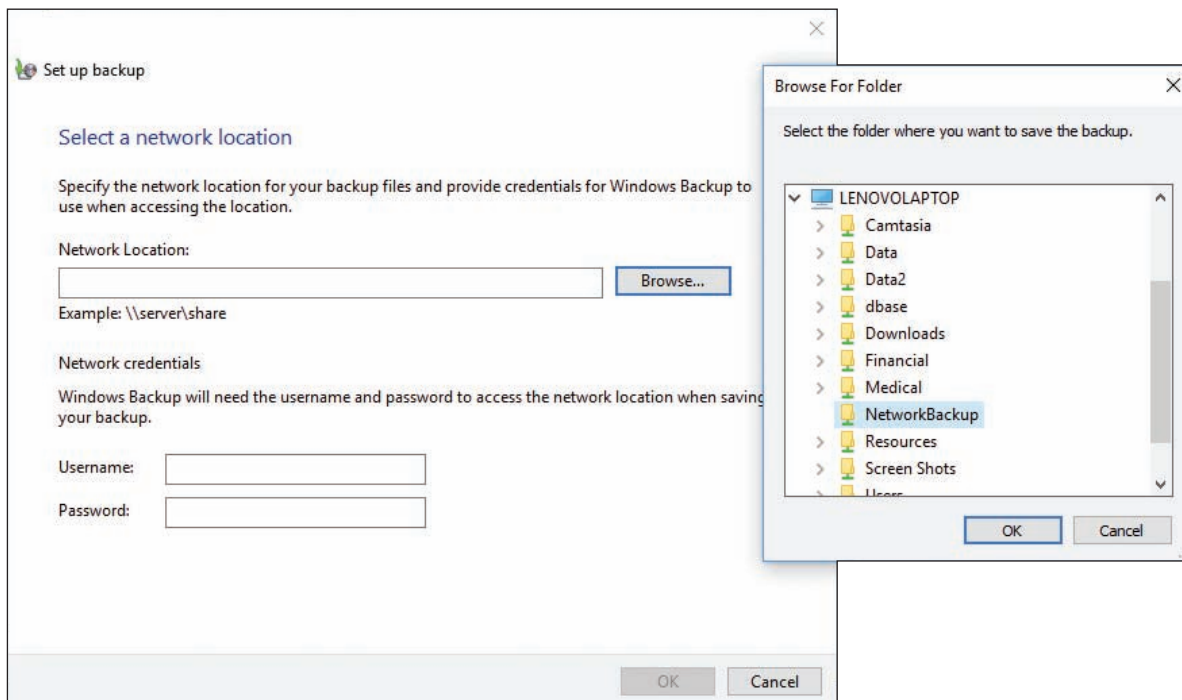 Set up backup
Select a network location
Specify the network location for your backup files and provide credentials for Windows Backup to
use when accessing the location.
Network Location:
Browse...
Example: \\server\share
Network credentials
Windows Backup will need the username and password to access the network location when saving
your backup.
Username:
Password:
OK
Cancel
Browse For Folder
Select the folder where you want to save the backup.
LENOVOLAPTOP
Camtasia
Data
Data2
dbase
Downloads
Financial
Medical
NetworkBackup
Resources
Screen Shots
Users
OK
Cancel